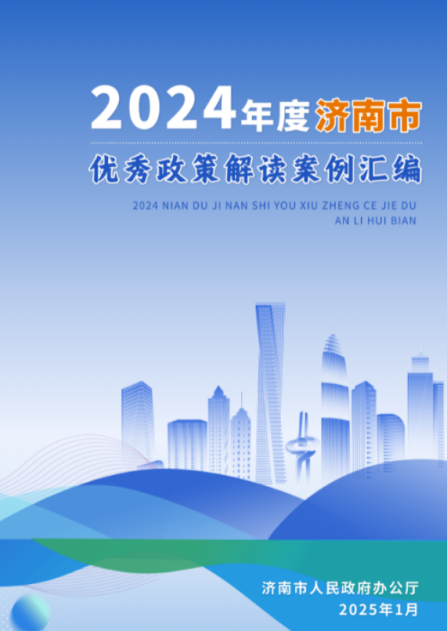 2024年度济南市
优秀政策解读案例汇编
2024 NIAN DU JI NAN SHI YOU XIU ZHENG CE JIE DU
AN LI HUI BIAN
济南市人民政府办公厅
2025年1月